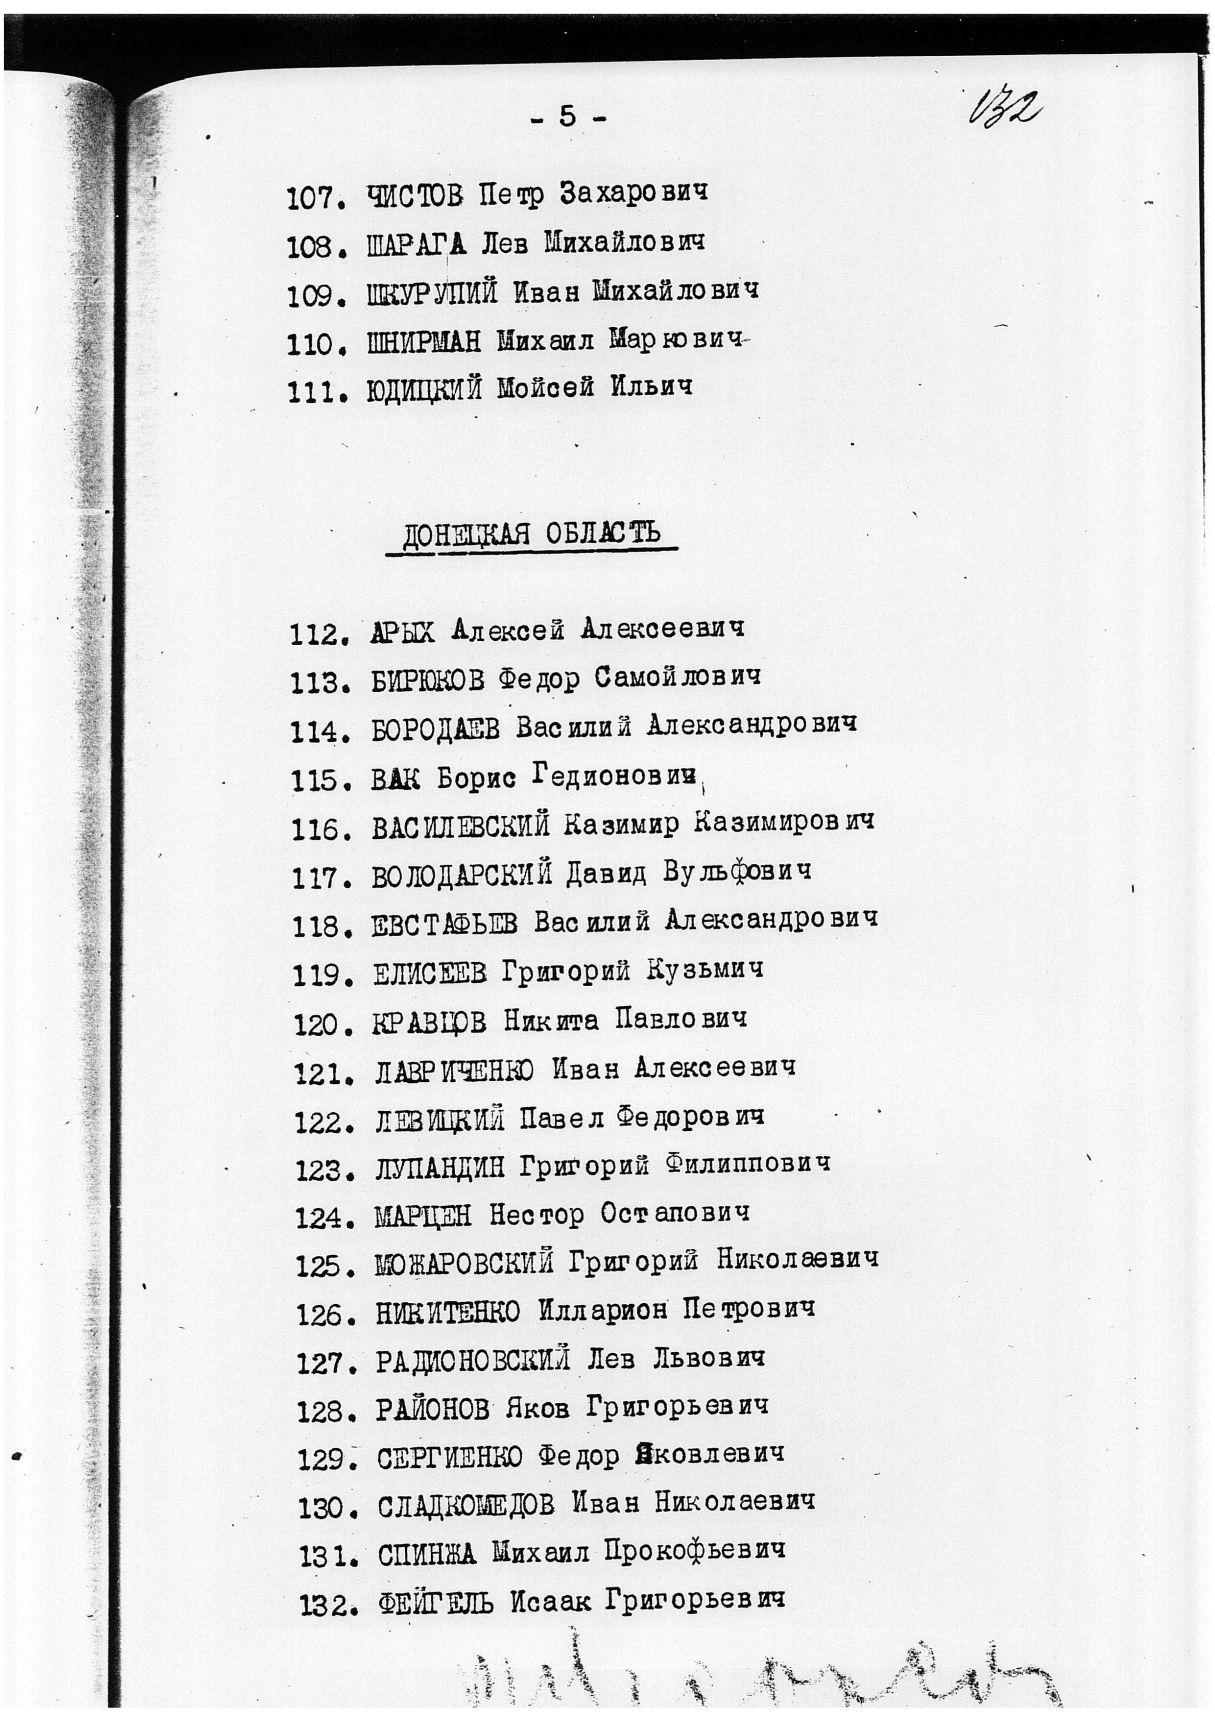 - 5 -
132
107. ЧИСТОВ Петр Захарович
108. ШАРАГА Лев Михайлович
109. ШКУРУПИЙ Иван Михайлович
110. ШНИРМАН Михаил Маркович
111. ЮДИЦКИЙ Мойсей Ильич
ДОНЕЦКАЯ ОБЛАСТЬ
112. АРЫХ Алексей Алексеевич
113. БИРЮКОВ Федор Самойлович
114. БОРОДАЕВ Василий Александрович
115. ВАК Борис Гедионович
116. ВАСИЛЕВСКИЙ Казимир Казимирович
117. ВОЛОДАРСКИЙ Давид Вульфович
118. ЕВСТАФЬЕВ Василий Александрович
119. ЕЛИСЕЕВ Григорий Кузьмич
120. КРАВЦОВ Никита Павлович
121. ЛАВРИЧЕНКО Иван Алексеевич
122. ЛЕВИЦКИЙ Павел Федорович
123. ЛУПАНДИН Григорий Филиппович
124. МАРЦЕН Нестор Остапович
125. МОЖАРОВСКИЙ Григорий Николаевич
126. НИКИТЕНКО Илларион Петрович
127. РАДИОНОВСКИЙ Лев Львович
128. РАЙОНОВ Яков Григорьевич
129. СЕРГИЕНКО Федор Яковлевич
130. СЛАДКОМЕДОВ Иван Николаевич
131. СПИНЖА Михаил Прокофьевич
132. ФЕЙГЕЛЬ Исаак Григорьевич